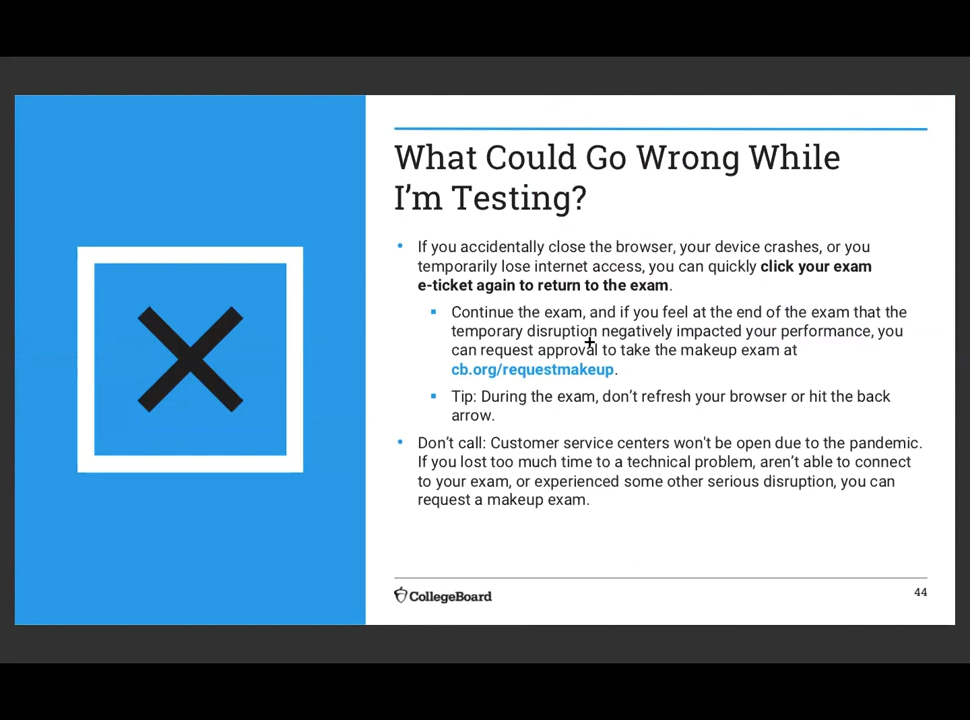 What Could Go Wrong While
I'm Testing?
• If you accidentally close the browser, your device crashes, or you
temporarily lose internet access, you can quickly click your exam
e-ticket again to return to the exam.
▪ Continue the exam, and if you feel at the end of the exam that the
temporary disruption negatively impacted your performance, you
can request approval to take the makeup exam at
cb.org/requestmakeup.
▪ Tip: During the exam, don't refresh your browser or hit the back
arrow.
• Don't call: Customer service centers won't be open due to the pandemic.
If you lost too much time to a technical problem, aren't able to connect
to your exam, or experienced some other serious disruption, you can
request a makeup exam.
CollegeBoard
44